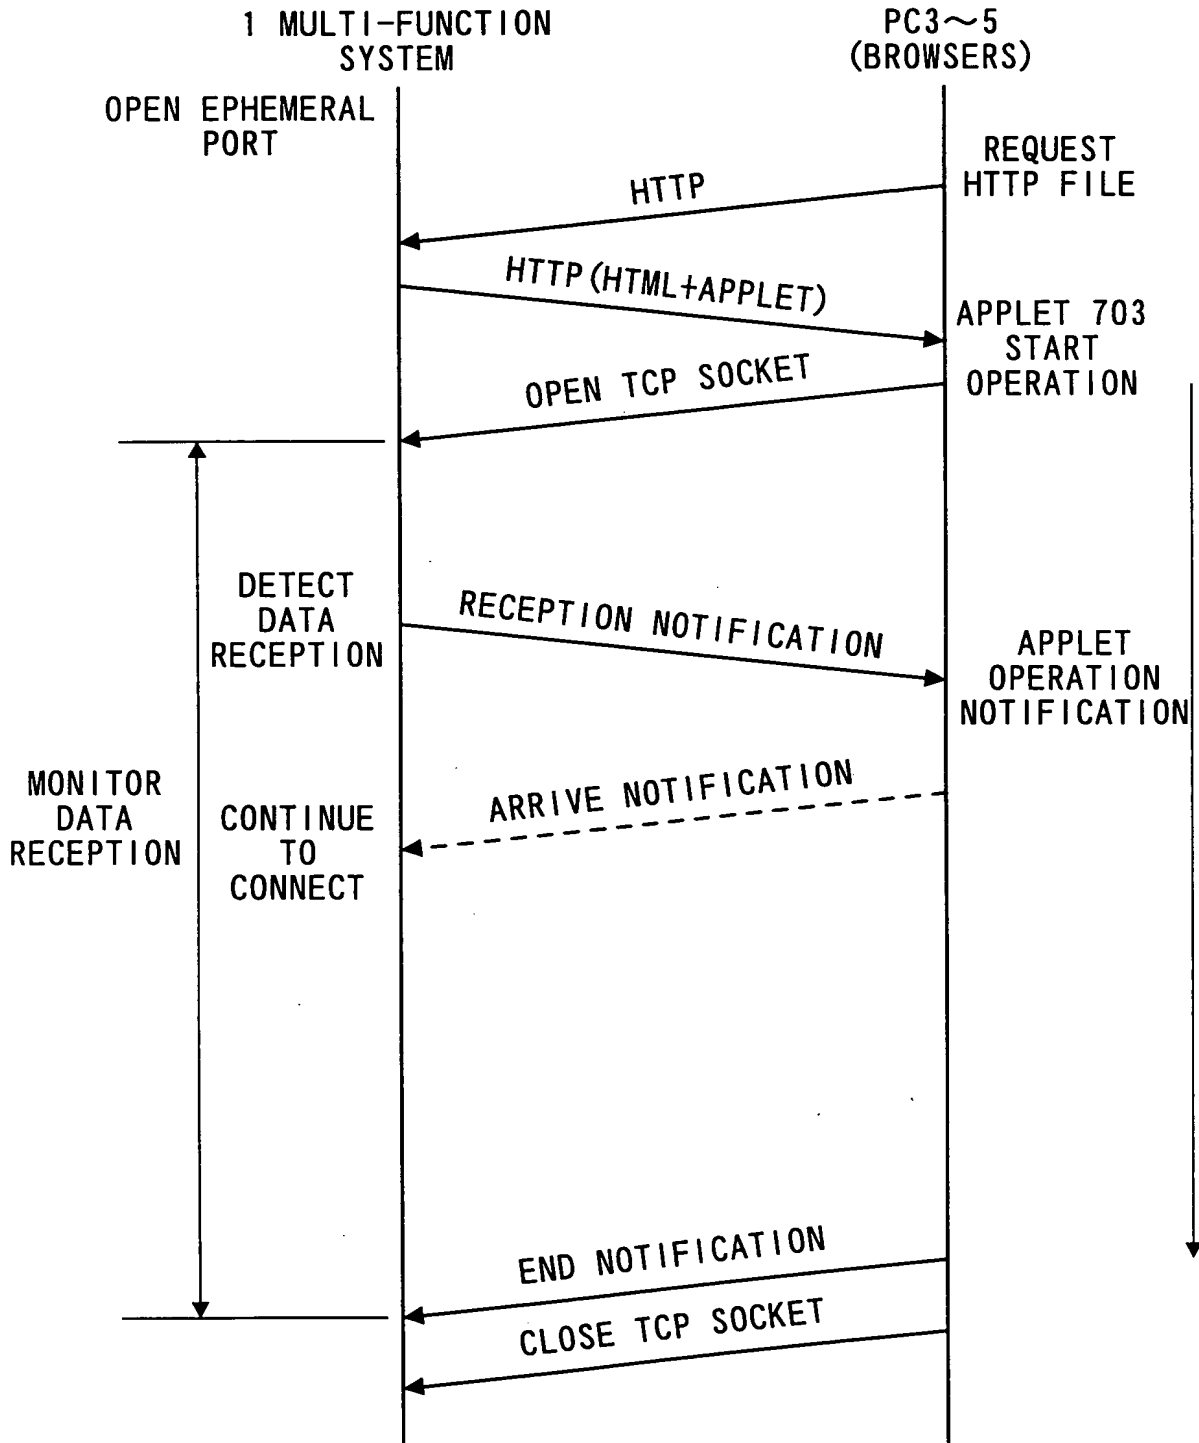 1 MULTI-FUNCTION
SYSTEM
PC3～5
(BROWSERS)
OPEN EPHEMERAL
PORT
REQUEST
HTTP FILE
HTTP
HTTP(HTML+APPLET)
APPLET 703
START
OPERATION
OPEN TCP SOCKET
DETECT
DATA
RECEPTION
RECEPTION NOTIFICATION
APPLET
OPERATION
NOTIFICATION
MONITOR
DATA
RECEPTION
CONTINUE
TO
CONNECT
ARRIVE NOTIFICATION
END NOTIFICATION
CLOSE TCP SOCKET